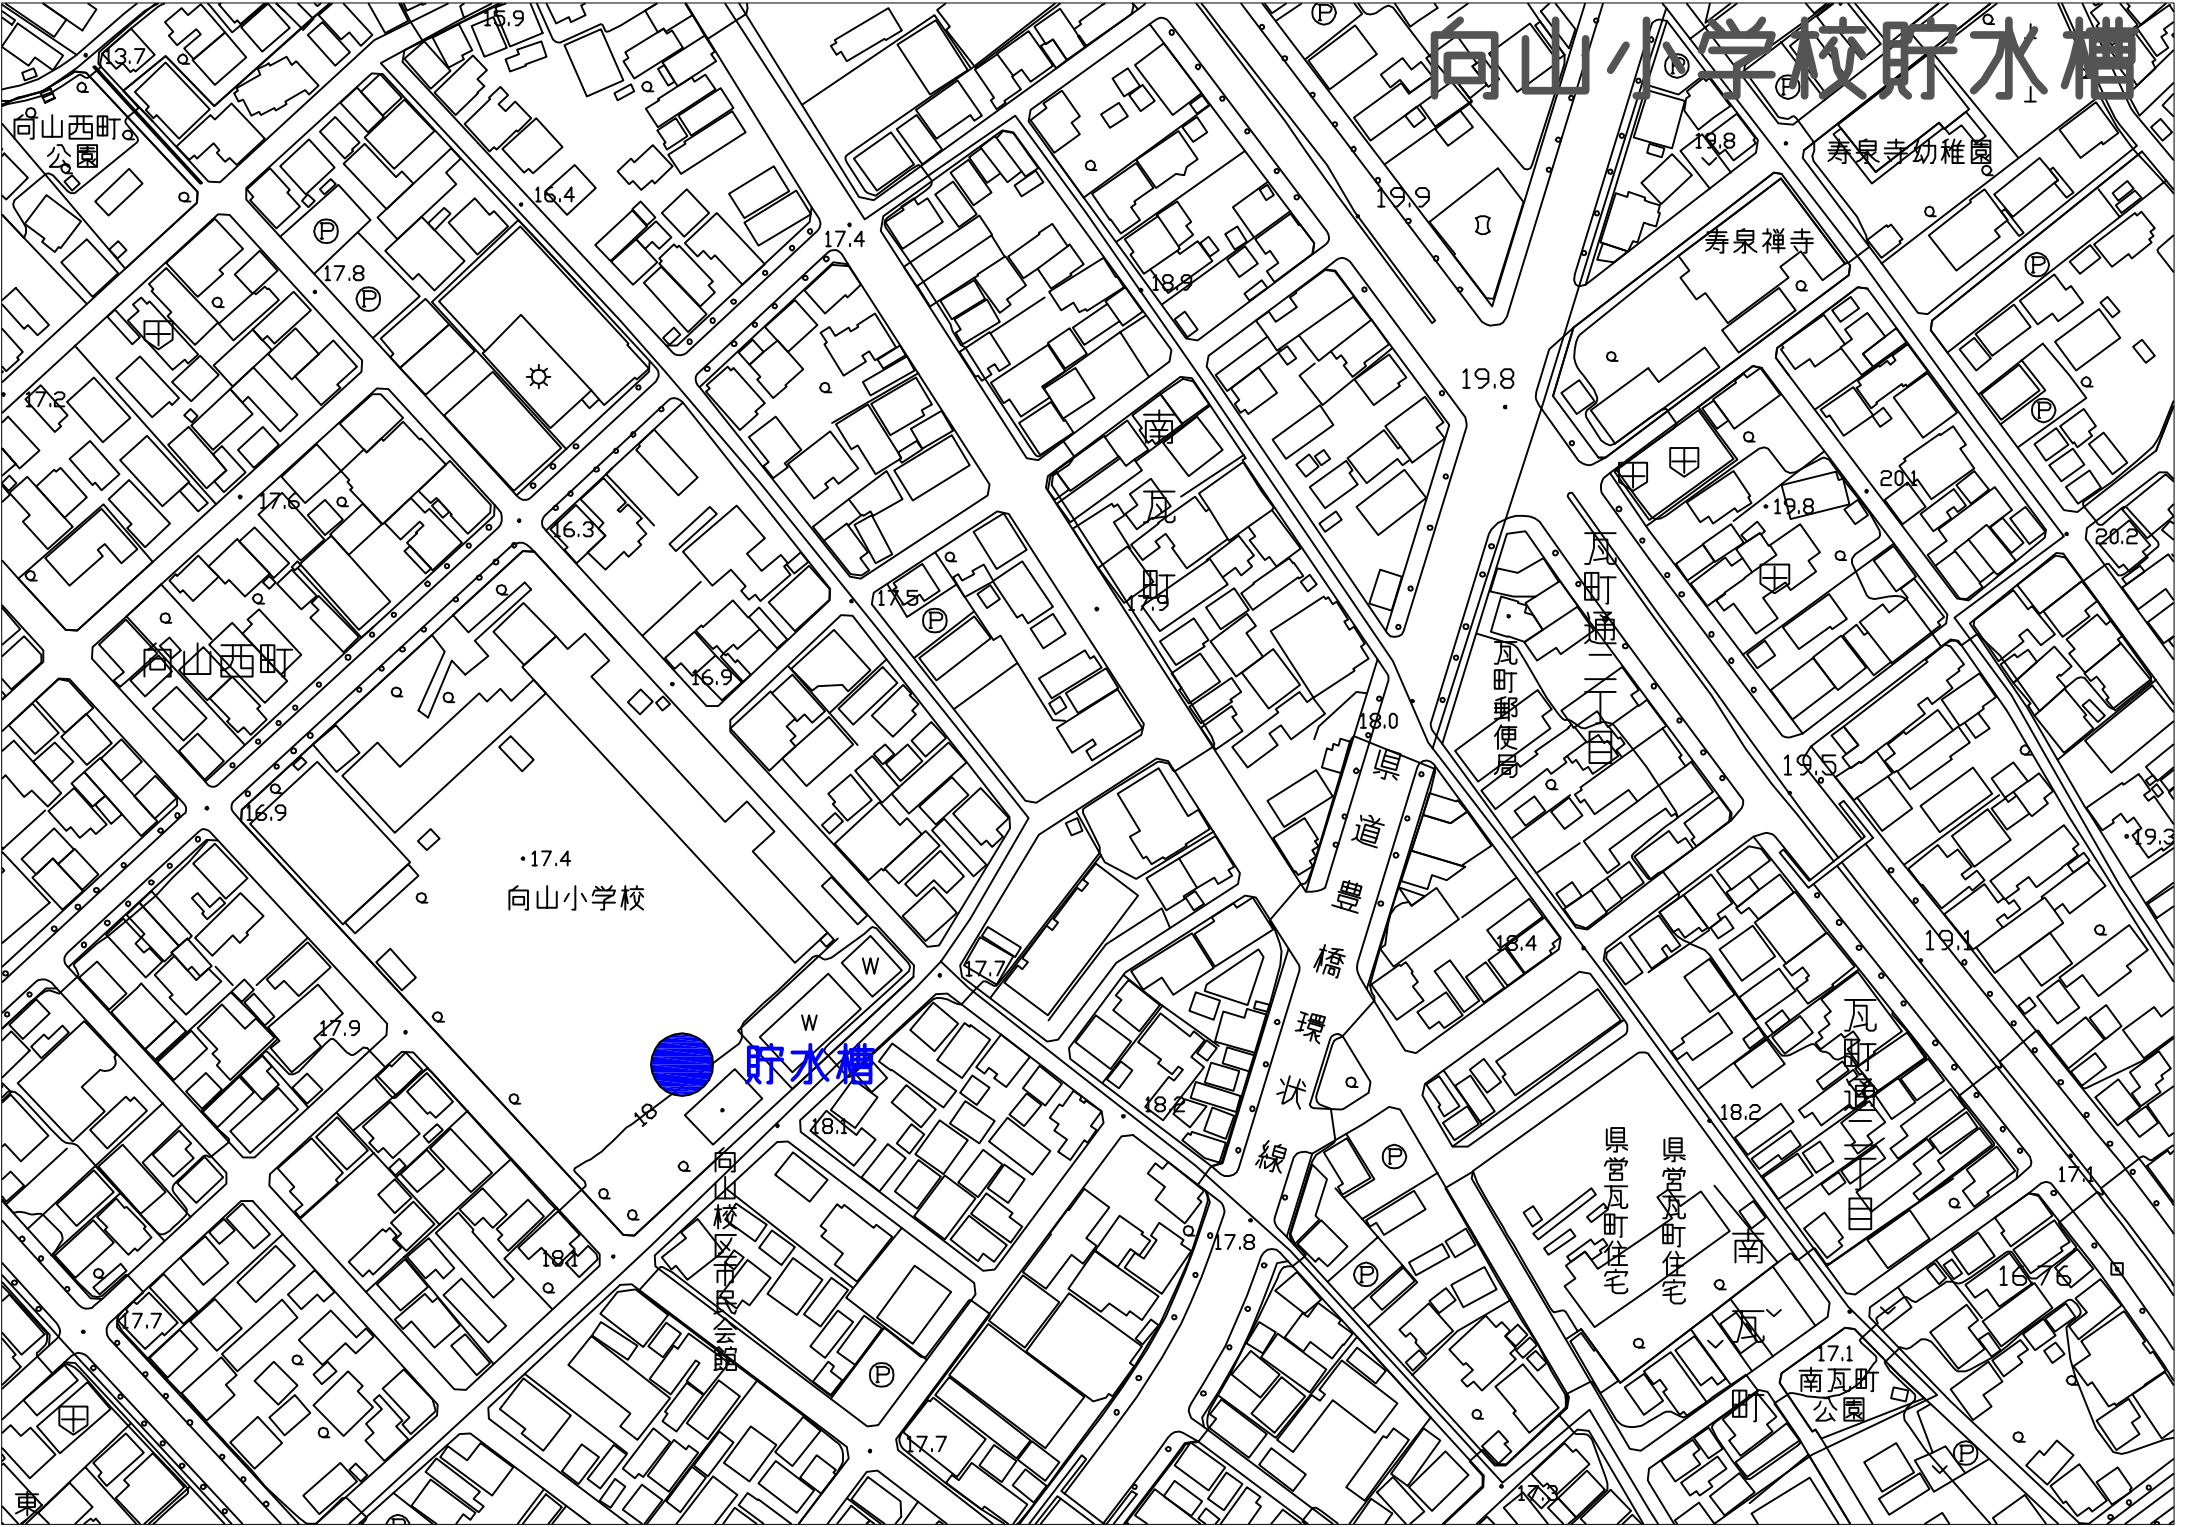 向山小学校貯水槽
15.9
13.7
向山西町
公園
16.4
17.4
17.8
19.9
19.8
寿泉寺幼稚園
寿泉禅寺
18.9
19.8
17.2
南瓦町
17.6
16.3
17.5
17.9
19.8
20.1
20.2
瓦町通二丁目
瓦町郵便局
向山西町
16.9
18.0
19.5
16.9
17.4
向山小学校
県道豊橋環状線
19.3
18.4
19.1
17.7
W
W
17.9
貯水槽
18
18.1
18.2
18.2
瓦町通二丁目
向山校区市民会館
県営瓦町住宅
県営瓦町住宅
17.1
18.1
17.8
南瓦町
16.76
17.7
17.1
南瓦町
公園
17.7
17.3
東
P
P
P
P
P
P
P
P
P
P
P
P